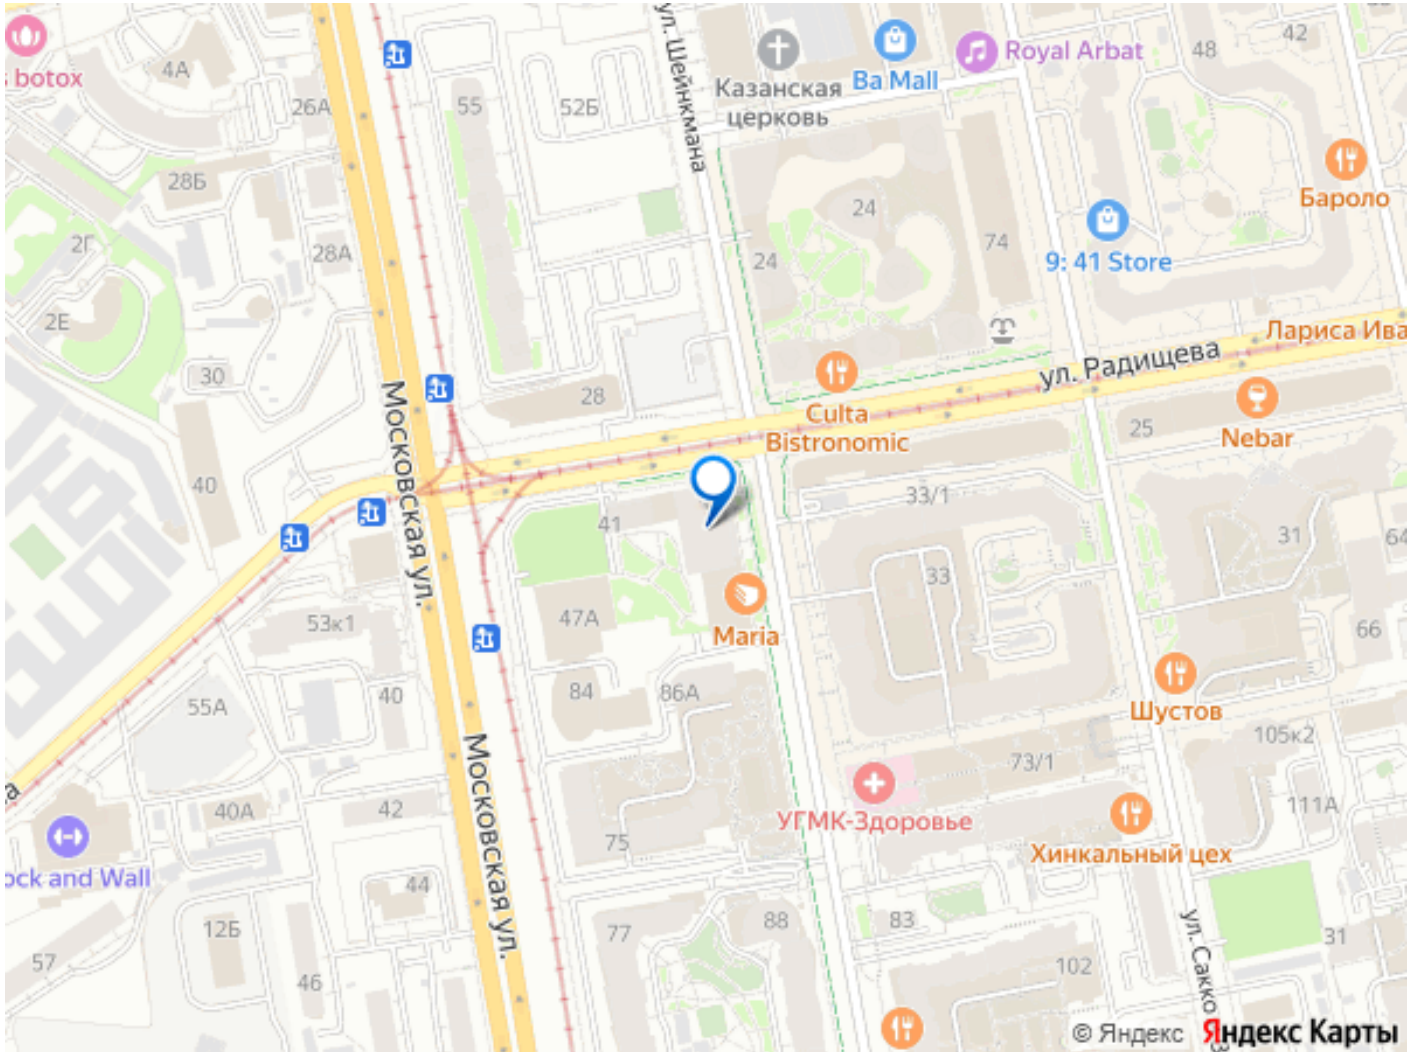 s botox
4А
26А
55
52Б
ул. Шейнкмана
Казанская
церковь
Ba Mall
Royal Arbat
48
42
Бароло
28Б
2Г
28А
24
24
74
9: 41 Store
2Е
30
40
28
Московская ул.
Culta
Bistronomic
ул. Радищева
Лариса Ива
25
Nebar
41
33/1
33
31
64
53к1
47А
Maria
66
55А
40
84
86А
Шустов
Московская ул.
а
40А
42
75
73/1
УГМК-Здоровье
105к2
111А
Хинкальный цех
ock and Wall
44
12Б
57
46
77
88
83
102
31
ул. Сакко
© Яндекс
Яндекс Карты